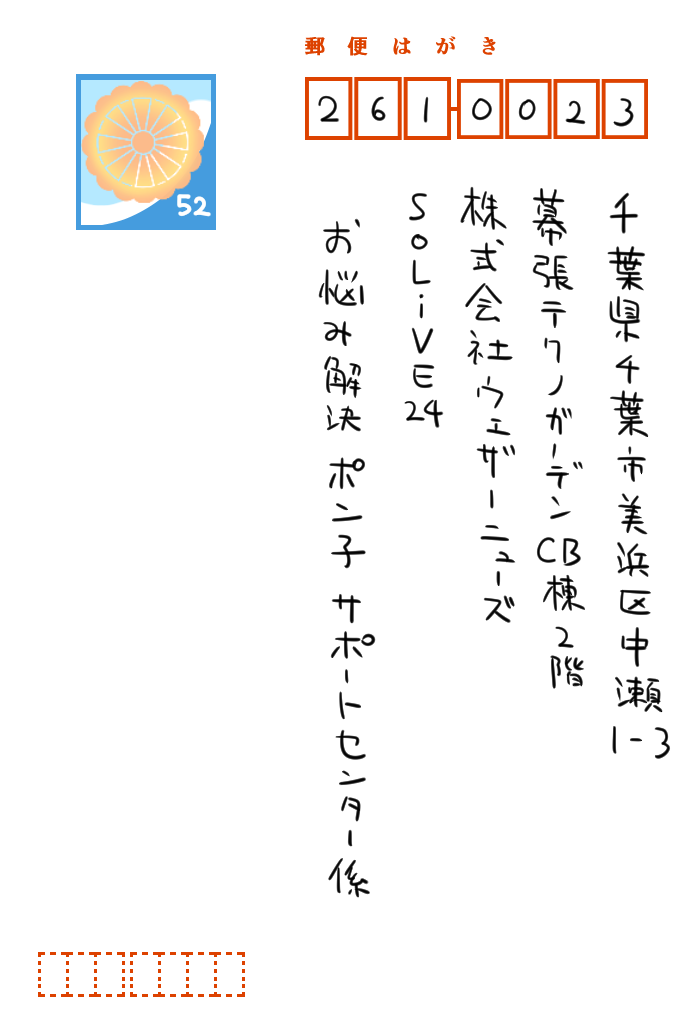 郵便はがき
52
261-0023
千葉県千葉市美浜区中瀬1-3
幕張テクノガーデンCB棟2階
株式会社ウェザーニューズ
SOLiVE24
お悩み解決 ポン子 サポートセンター係